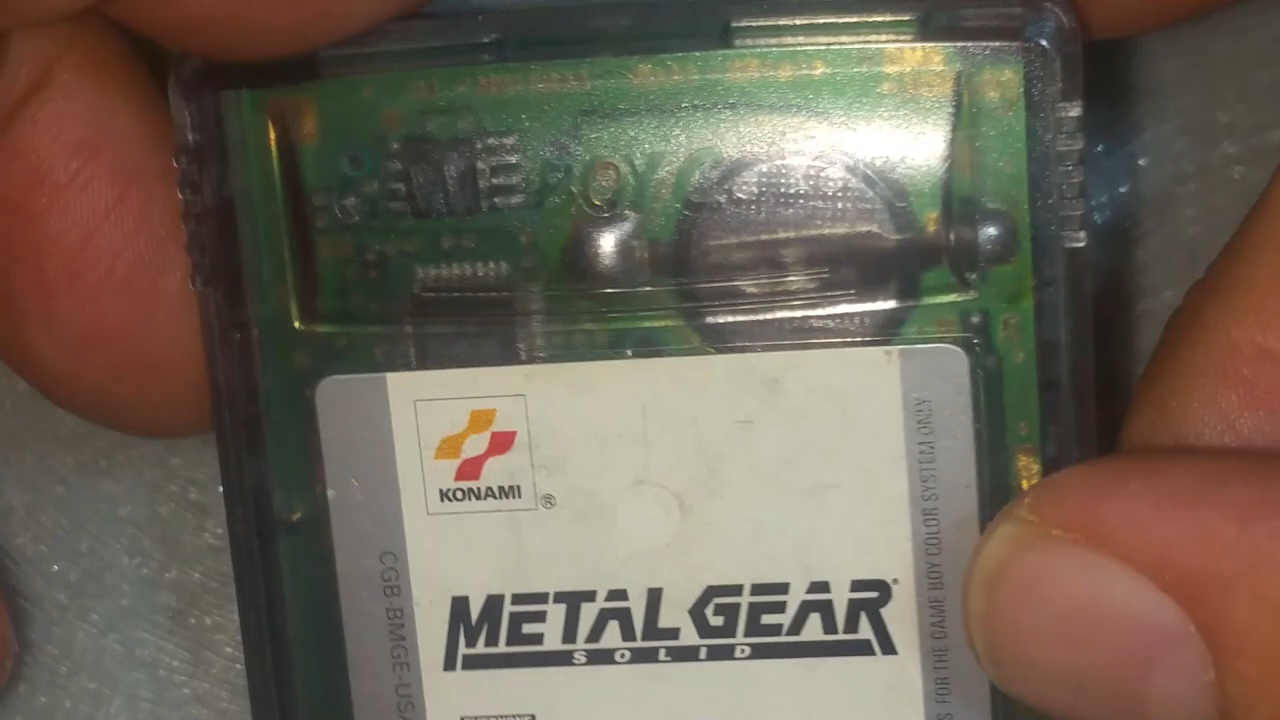 KONAMI
®
METAL GEAR
SOLID
CGB-BMGE-USA
FOR THE GAME BOY COLOR SYSTEM ONLY